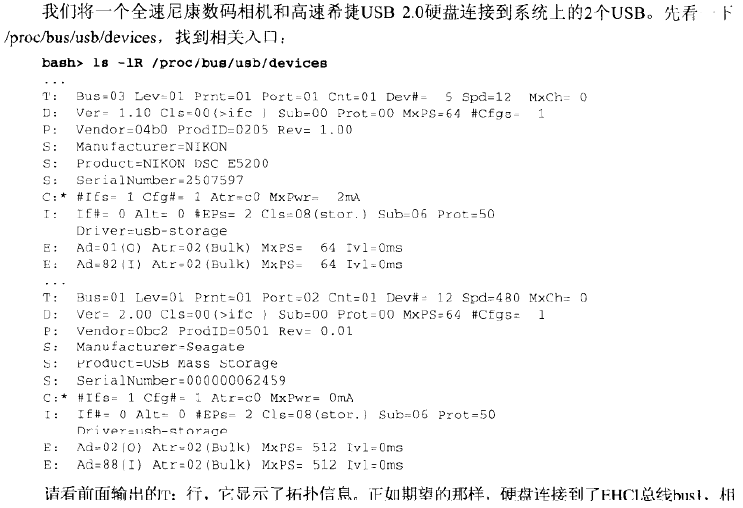 我们将一个全速尼康数码相机和高速希捷USB 2.0硬盘连接到系统上的2个USB。先看一下
/proc/bus/usb/devices，找到相关入口：
bash> ls -lR /proc/bus/usb/devices
...
T: Bus=03 Lev=01 Prnt=01 Port=01 Cnt=01 Dev#= 5 Spd=12 MxCh= 0
D: Ver= 1.10 Cls=00(>ifc ) Sub=00 Prot=00 MxPS=64 #Cfgs= 1
P: Vendor=04b0 ProdID=0205 Rev= 1.00
S: Manufacturer=NIKON
S: Product=NIKON DSC E5200
S: SerialNumber=2507597
C:* #Ifs= 1 Cfg#= 1 Atr=c0 MxPwr= 2mA
I: If#= 0 Alt= 0 #EPs= 2 Cls=08(stor.) Sub=06 Prot=50
Driver=usb-storage
E: Ad=01(O) Atr=02(Bulk) MxPS= 64 Ivl=0ms
E: Ad=82(I) Atr=02(Bulk) MxPS= 64 Ivl=0ms
...
T: Bus=01 Lev=01 Prnt=01 Port=02 Cnt=01 Dev#= 12 Spd=480 MxCh= 0
D: Ver= 2.00 Cls=00(>ifc ) Sub=00 Prot=00 MxPS=64 #Cfgs= 1
P: Vendor=0bc2 ProdID=0501 Rev= 0.01
S: Manufacturer=Seagate
S: Product=USB Mass Storage
S: SerialNumber=000000062459
C:* #Ifs= 1 Cfg#= 1 Atr=c0 MxPwr= 0mA
I: If#= 0 Alt= 0 #EPs= 2 Cls=08(stor.) Sub=06 Prot=50
Driver=usb-storage
E: Ad=02(O) Atr=02(Bulk) MxPS= 512 Ivl=0ms
E: Ad=88(I) Atr=02(Bulk) MxPS= 512 Ivl=0ms
请看前面输出的T：行，它显示了拓扑信息。正如期望的那样，硬盘连接到了EHCI总线bus1，相